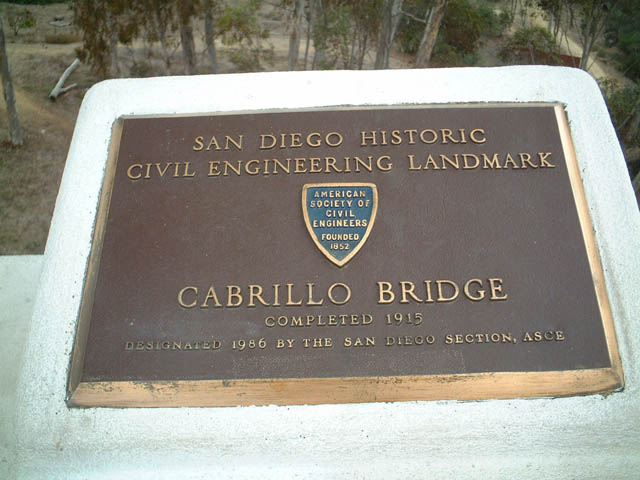 SAN DIEGO HISTORIC
CIVIL ENGINEERING LANDMARK
AMERICAN
SOCIETY OF
CIVIL
ENGINEERS
FOUNDED
1852
CABRILLO BRIDGE
COMPLETED 1915
DESIGNATED 1986 BY THE SAN DIEGO SECTION, ASCE